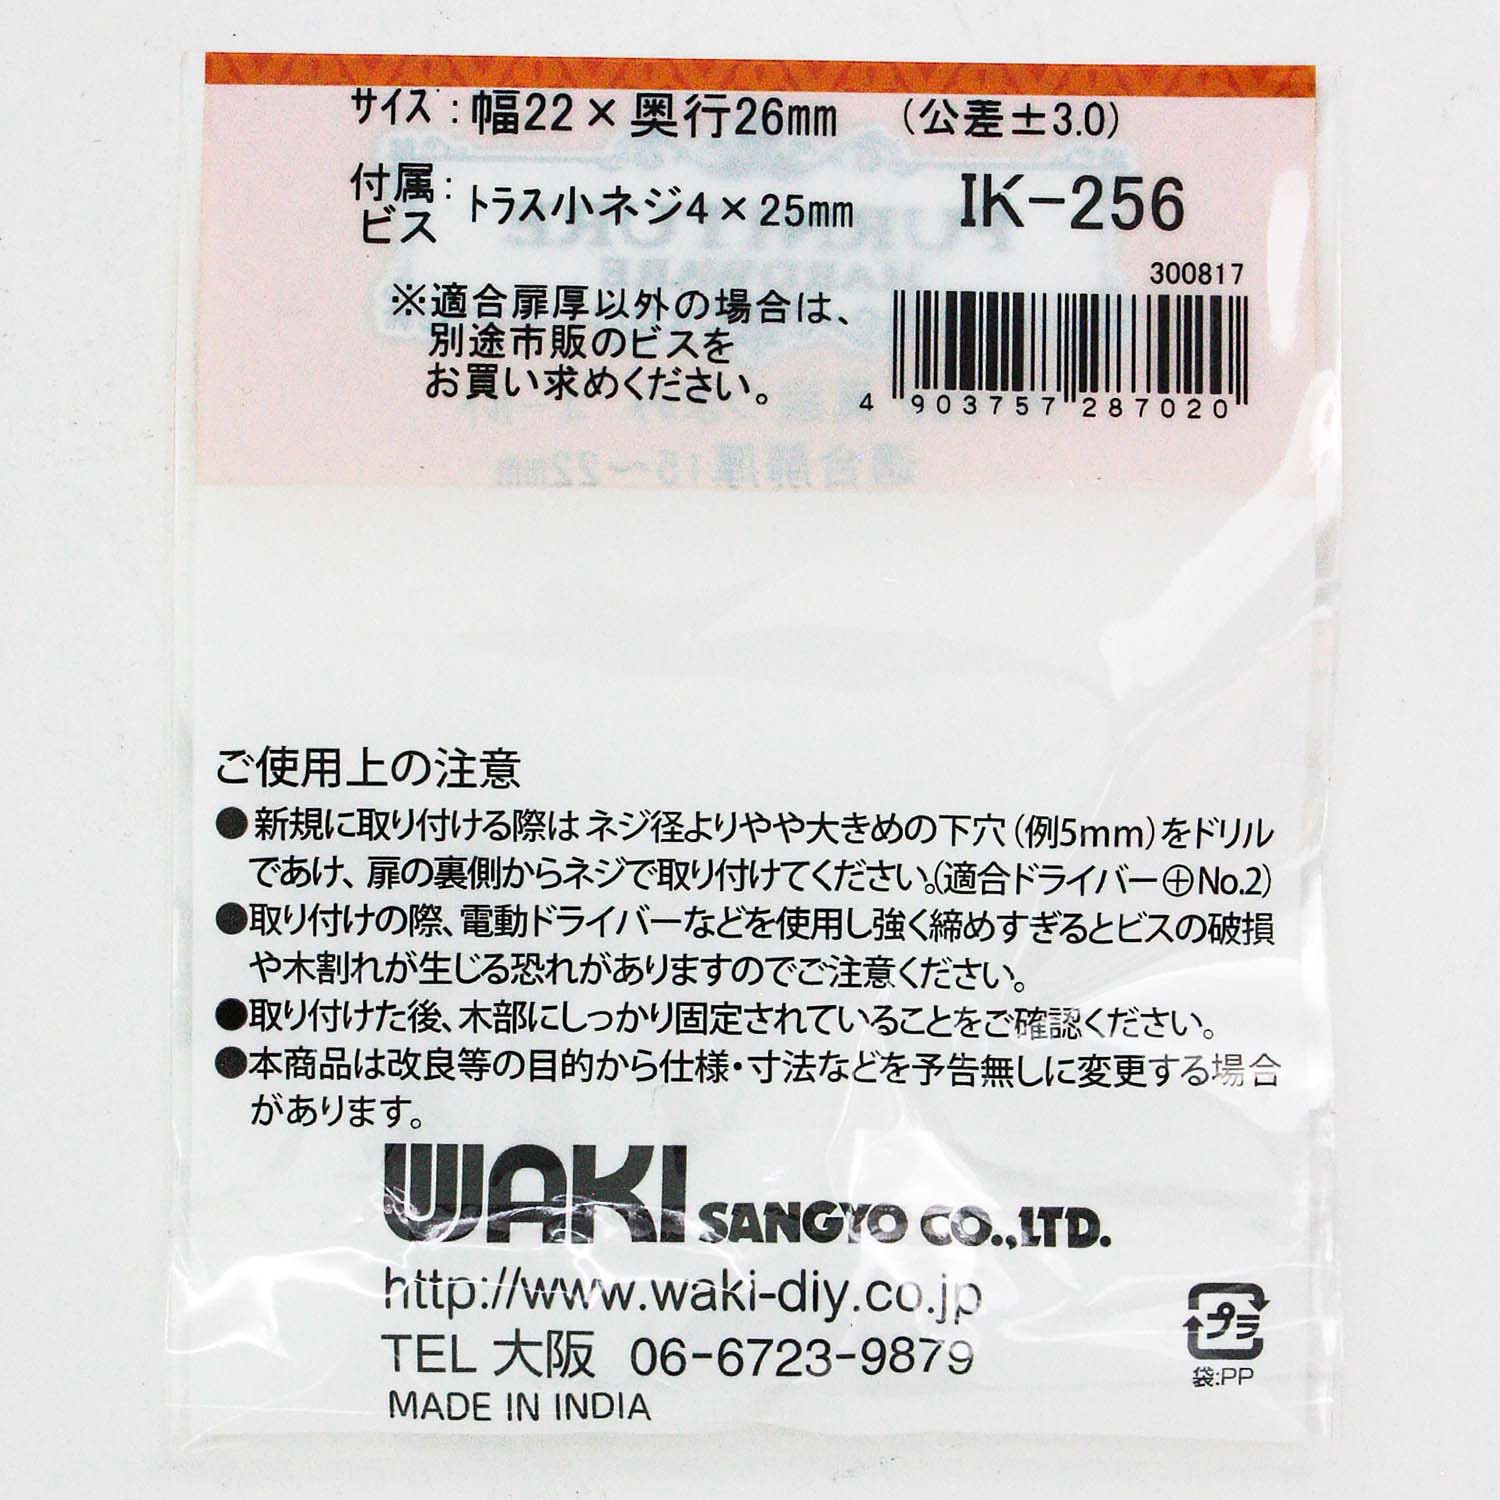 サイズ：幅22×奥行26mm （公差±3.0）
付属ビス：トラス小ネジ4×25mm IK-256
300817
※適合扉厚以外の場合は、
別途市販のビスを
お買い求めください。
4 903757 287020
適合扉厚15～22mm
ご使用上の注意
●新規に取り付ける際はネジ径よりやや大きめの下穴（例5mm）をドリル
であけ、扉の裏側からネジで取り付けてください。（適合ドライバー⊕No.2）
●取り付けの際、電動ドライバーなどを使用し強く締めすぎるとビスの破損
や木割れが生じる恐れがありますのでご注意ください。
●取り付けた後、木部にしっかり固定されていることをご確認ください。
●本商品は改良等の目的から仕様・寸法などを予告無しに変更する場合
があります。
WAKI SANGYO CO.,LTD.
http://www.waki-diy.co.jp
TEL 大阪 06-6723-9879
MADE IN INDIA
プラ
袋:PP